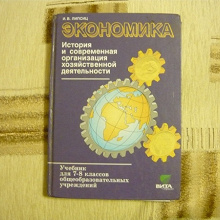 И.В. ЛИПСИЦ
ЭКОНОМИКА
История
и современная
организация
хозяйственной
деятельности
Учебник
для 7-8 классов
общеобразовательных
учреждений
ВИТА